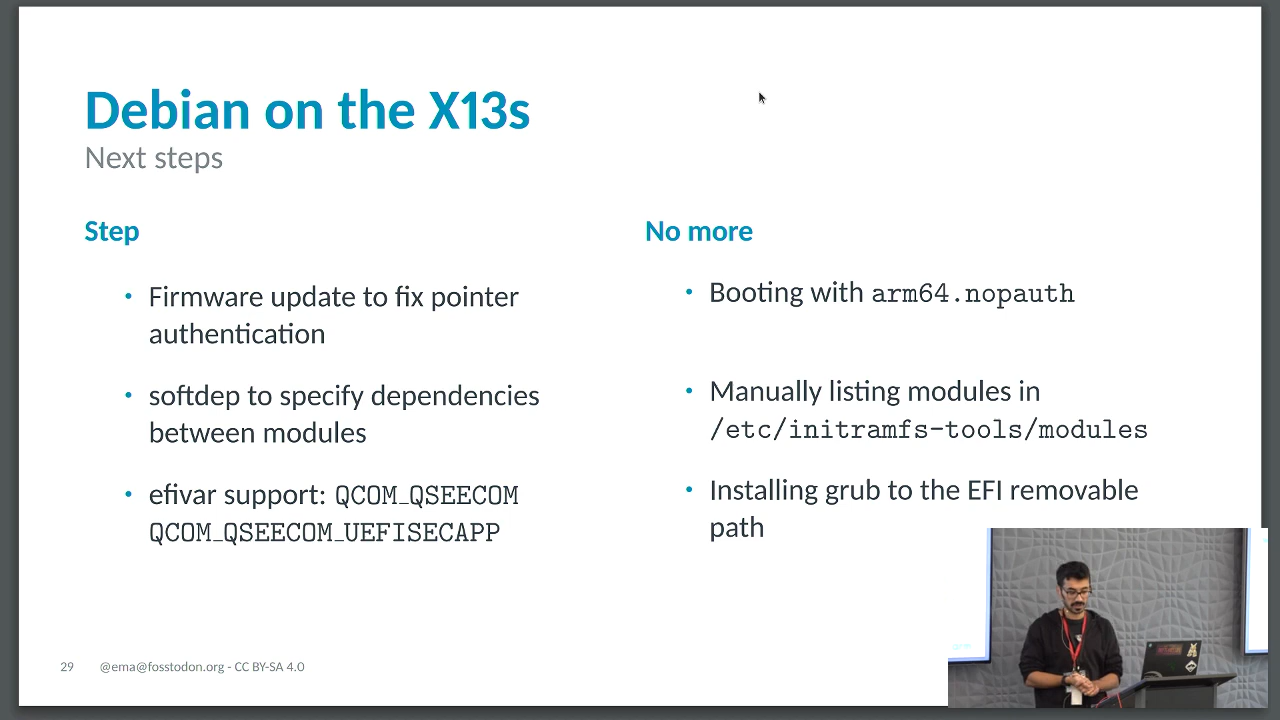 Debian on the X13s
Next steps
Step
Firmware update to fix pointer
authentication
softdep to specify dependencies
between modules
efivar support: QCOM_QSEECOM
QCOM_QSEECOM_UEFISECAPP
No more
Booting with arm64.nopauth
Manually listing modules in
/etc/initramfs-tools/modules
Installing grub to the EFI removable
path
29 @ema@fosstodon.org - CC BY-SA 4.0